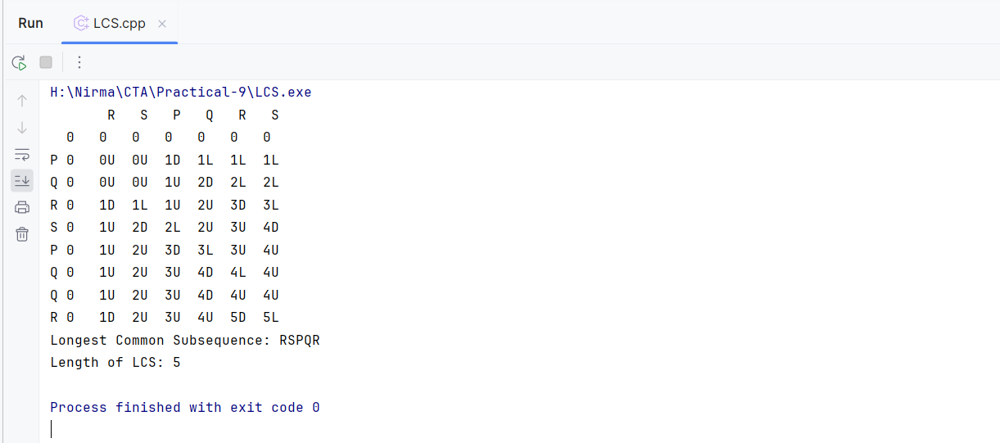 Run LCS.cpp
H:\Nirma\CTA\Practical-9\LCS.exe
       R   S   P   Q   R   S
  0   0   0   0   0   0   0
P 0   0U  0U  1D  1L  1L  1L
Q 0   0U  0U  1U  2D  2L  2L
R 0   1D  1L  1U  2U  3D  3L
S 0   1U  2D  2L  2U  3U  4D
P 0   1U  2U  3D  3L  3U  4U
Q 0   1U  2U  3U  4D  4L  4U
Q 0   1U  2U  3U  4D  4U  4U
R 0   1D  2U  3U  4U  5D  5L
Longest Common Subsequence: RSPQR
Length of LCS: 5
Process finished with exit code 0